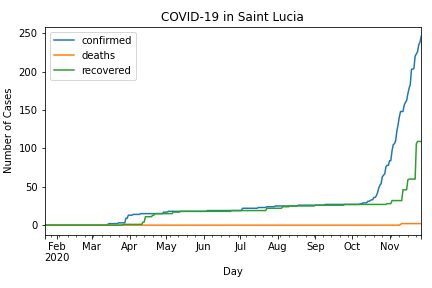 COVID-19 in Saint Lucia
250
200
150
100
50
0
Number of Cases
confirmed
deaths
recovered
Feb Mar Apr May Jun Jul Aug Sep Oct Nov
2020
Day